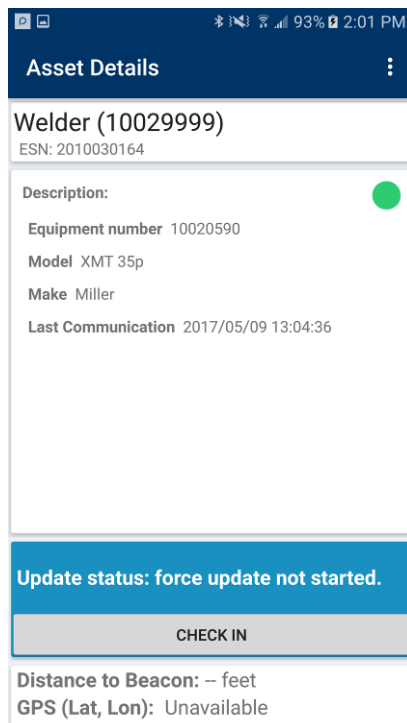 93% 2:01 PM
Asset Details
Welder (10029999)
ESN: 2010030164
Description:
Equipment number 10020590
Model XMT 35p
Make Miller
Last Communication 2017/05/09 13:04:36
Update status: force update not started.
CHECK IN
Distance to Beacon: -- feet
GPS (Lat, Lon): Unavailable